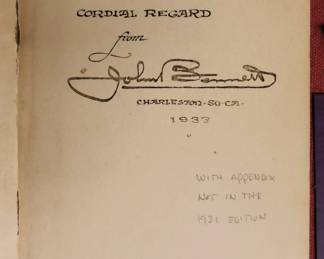 CORDIAL REGARD
from
John Bennett
CHARLESTON·SO·CA·
1933
WITH APPENDIX
NOT IN THE
1921 EDITION